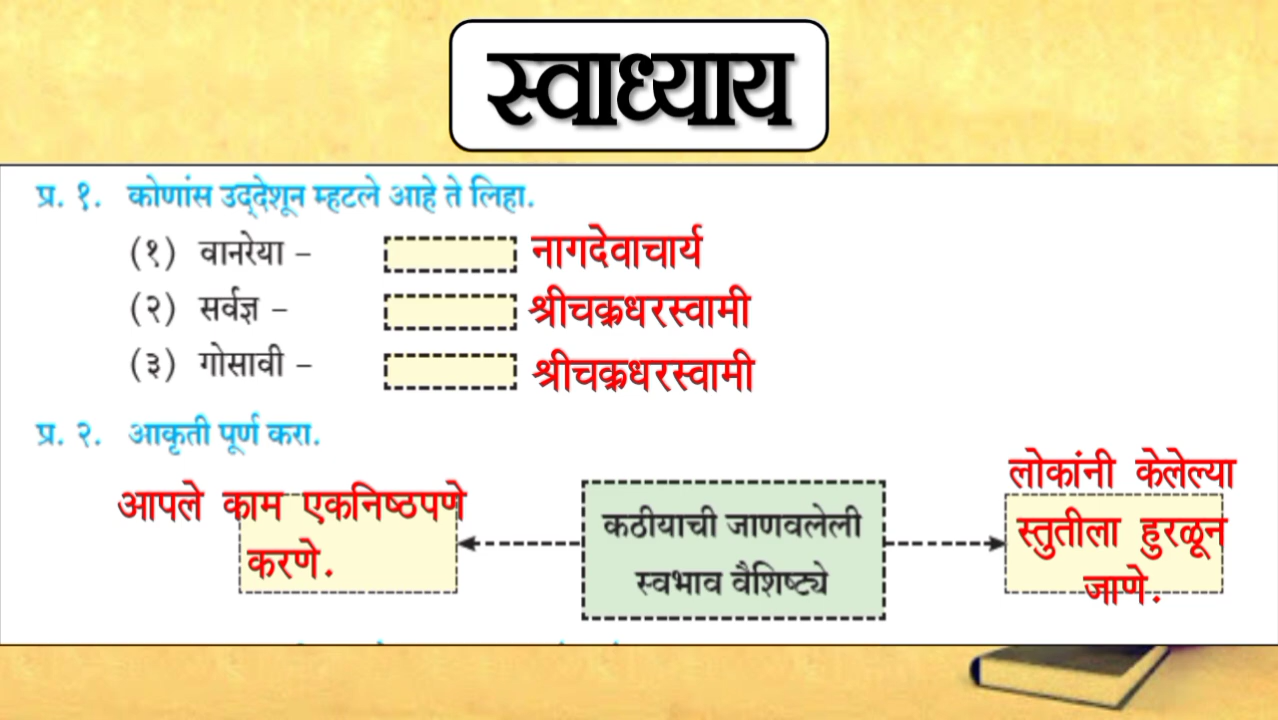 स्वाध्याय
प्र. १. कोणांस उद्‌देशून म्हटले आहे ते लिहा.
(१) वानरेया – नागदेवाचार्य
(२) सर्वज्ञ – श्रीचक्रधरस्वामी
(३) गोसावी – श्रीचक्रधरस्वामी
प्र. २. आकृती पूर्ण करा.
आपले काम एकनिष्ठपणे
करणे.
कठीयाची जाणवलेली
स्वभाव वैशिष्ट्ये
लोकांनी केलेल्या
स्तुतीला हुरळून
जाणे.